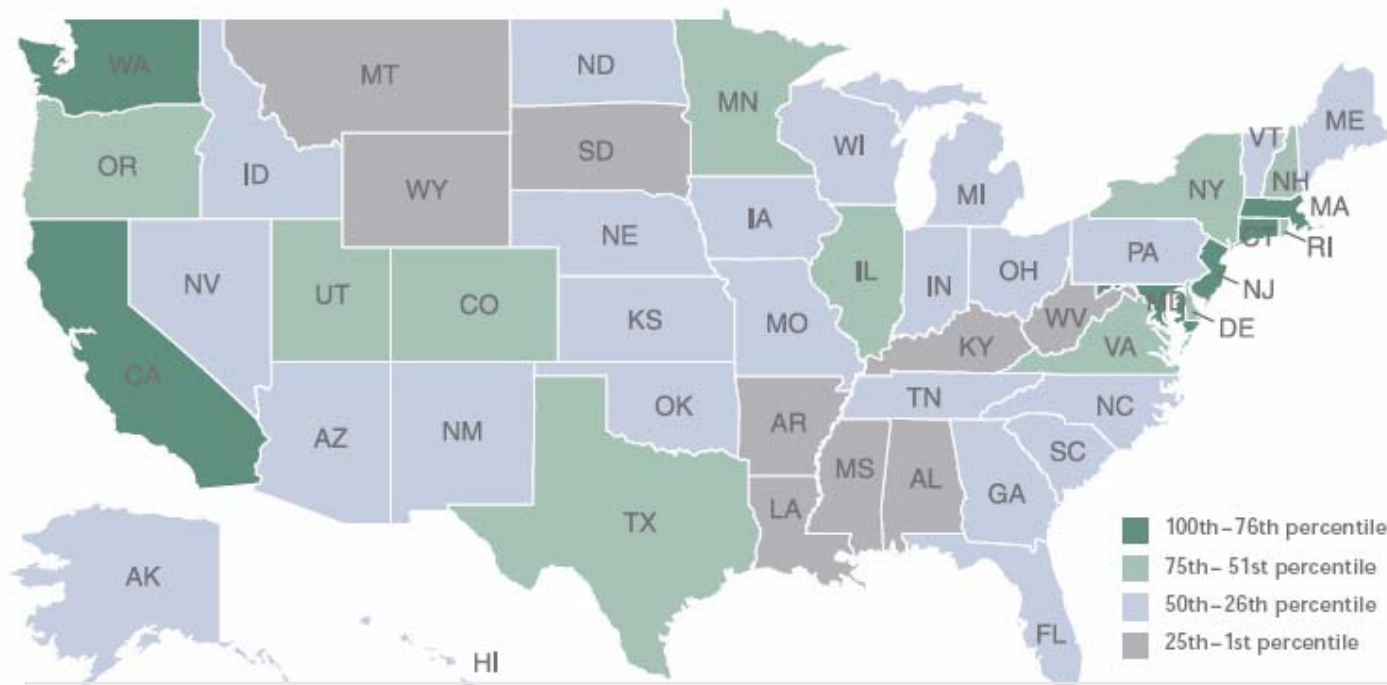 WA
MT
ND
MN
ME
VT
OR
ID
SD
WI
NH
WY
NY
MI
MA
IA
CT
RI
NE
PA
NV
IL
IN
OH
NJ
UT
CO
MD
WV
DE
KS
MO
KY
VA
CA
TN
NC
OK
AZ
NM
AR
SC
MS
AL
GA
LA
TX
100th–76th percentile
75th–51st percentile
AK
50th–26th percentile
FL
25th–1st percentile
HI